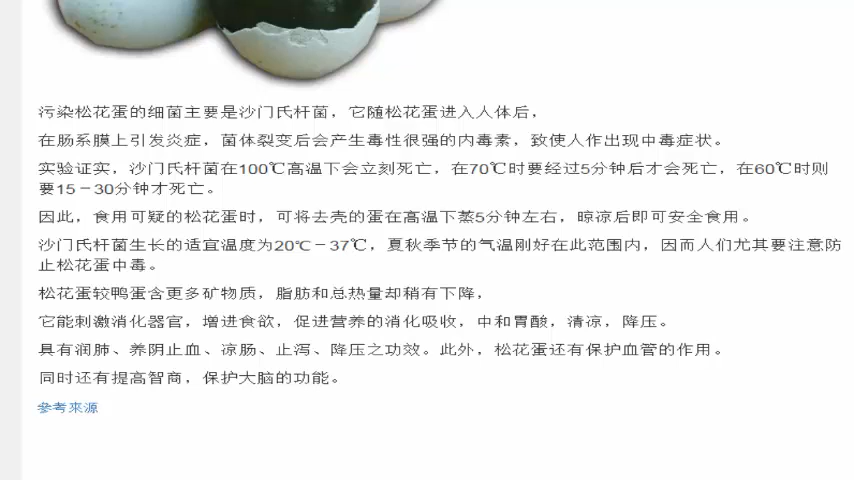 污染松花蛋的细菌主要是沙门氏杆菌，它随松花蛋进入人体后，
在肠系膜上引发炎症，菌体裂变后会产生毒性很强的内毒素，致使人作出现中毒症状。
实验证实，沙门氏杆菌在100℃高温下会立刻死亡，在70℃时要经过5分钟后才会死亡，在60℃时则
要15－30分钟才死亡。
因此，食用可疑的松花蛋时，可将去壳的蛋在高温下蒸5分钟左右，晾凉后即可安全食用。
沙门氏杆菌生长的适宜温度为20℃－37℃，夏秋季节的气温刚好在此范围内，因而人们尤其要注意防
止松花蛋中毒。
松花蛋较鸭蛋含更多矿物质，脂肪和总热量却稍有下降，
它能刺激消化器官，增进食欲，促进营养的消化吸收，中和胃酸，清凉，降压。
具有润肺、养阴止血、凉肠、止泻、降压之功效。此外，松花蛋还有保护血管的作用。
同时还有提高智商，保护大脑的功能。
參考來源